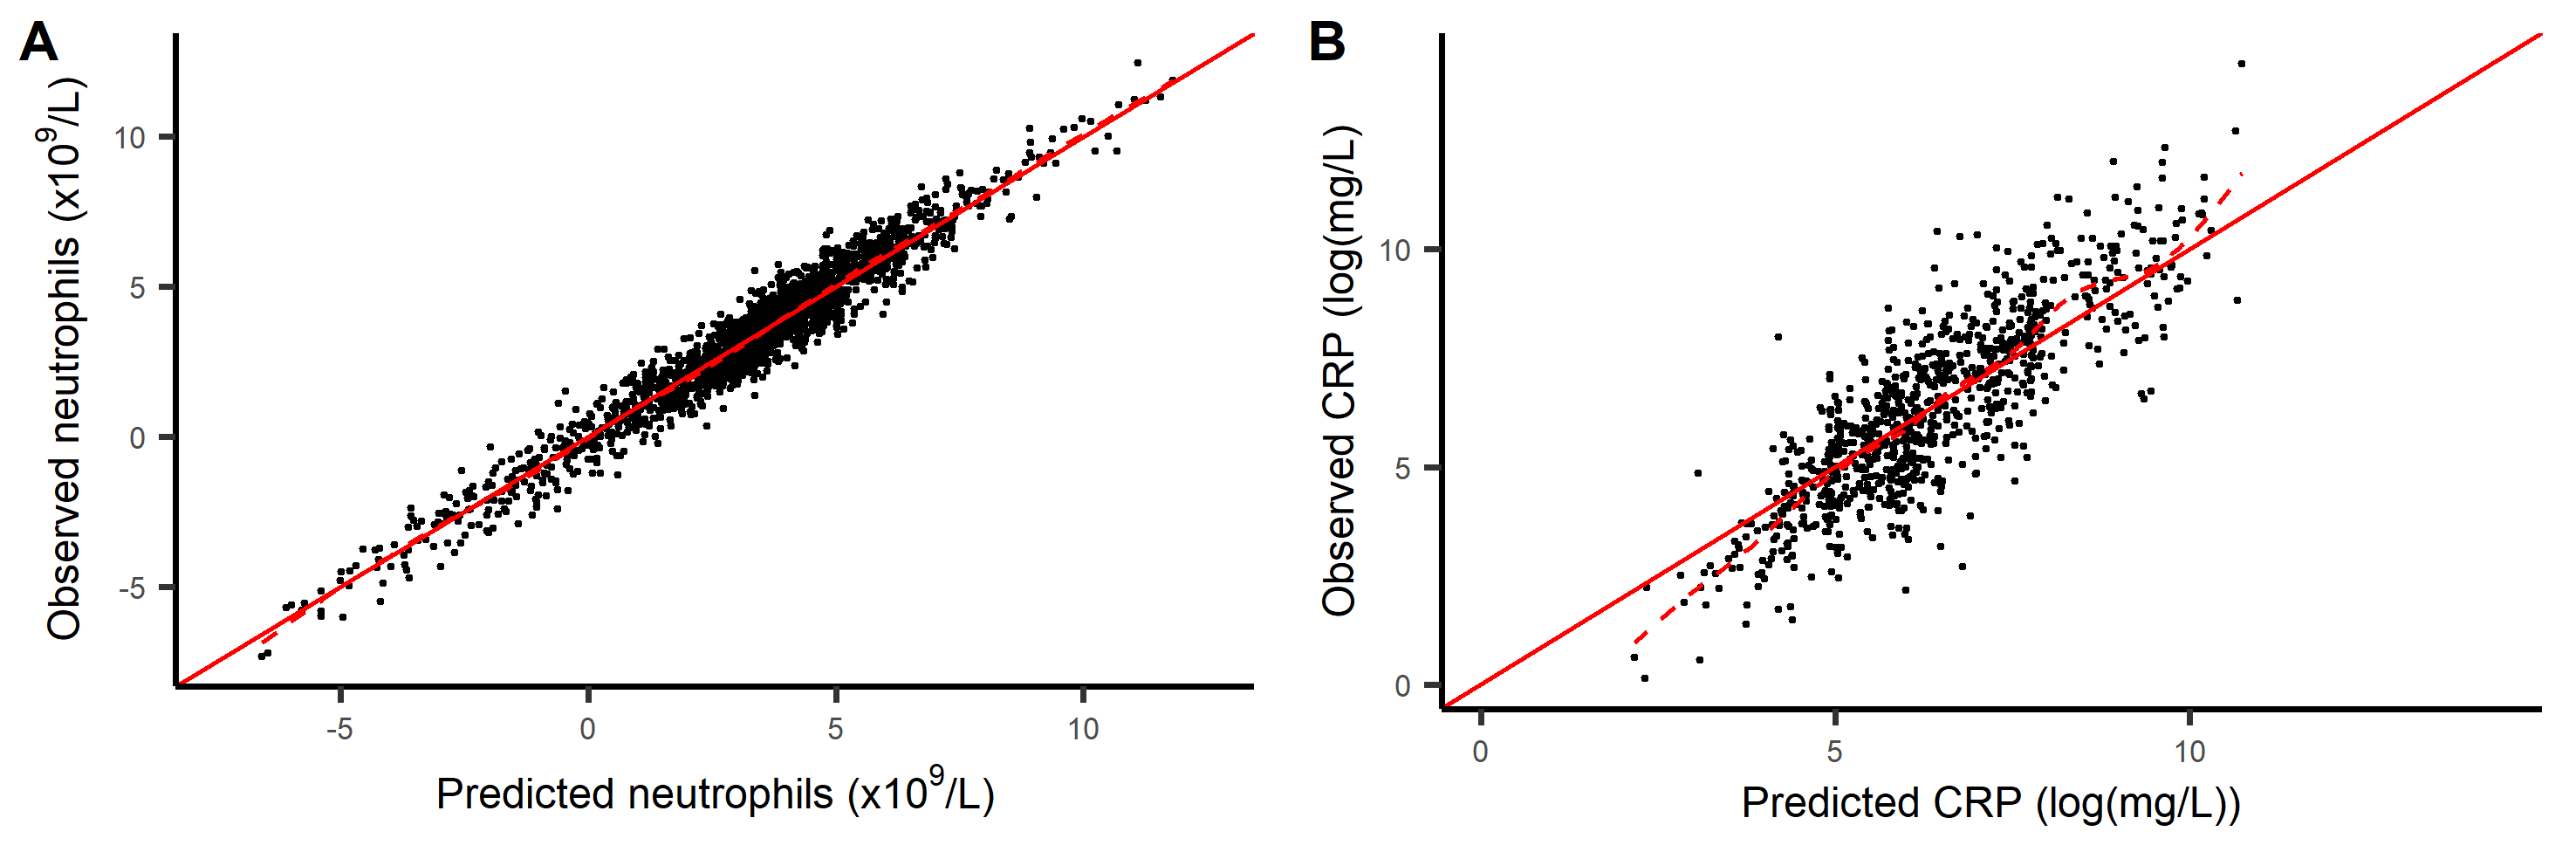 A
Observed neutrophils (x10⁹/L)
10
5
0
-5
-5 0 5 10
Predicted neutrophils (x10⁹/L)
B
Observed CRP (log(mg/L)
10
5
0
0 5 10
Predicted CRP (log(mg/L))